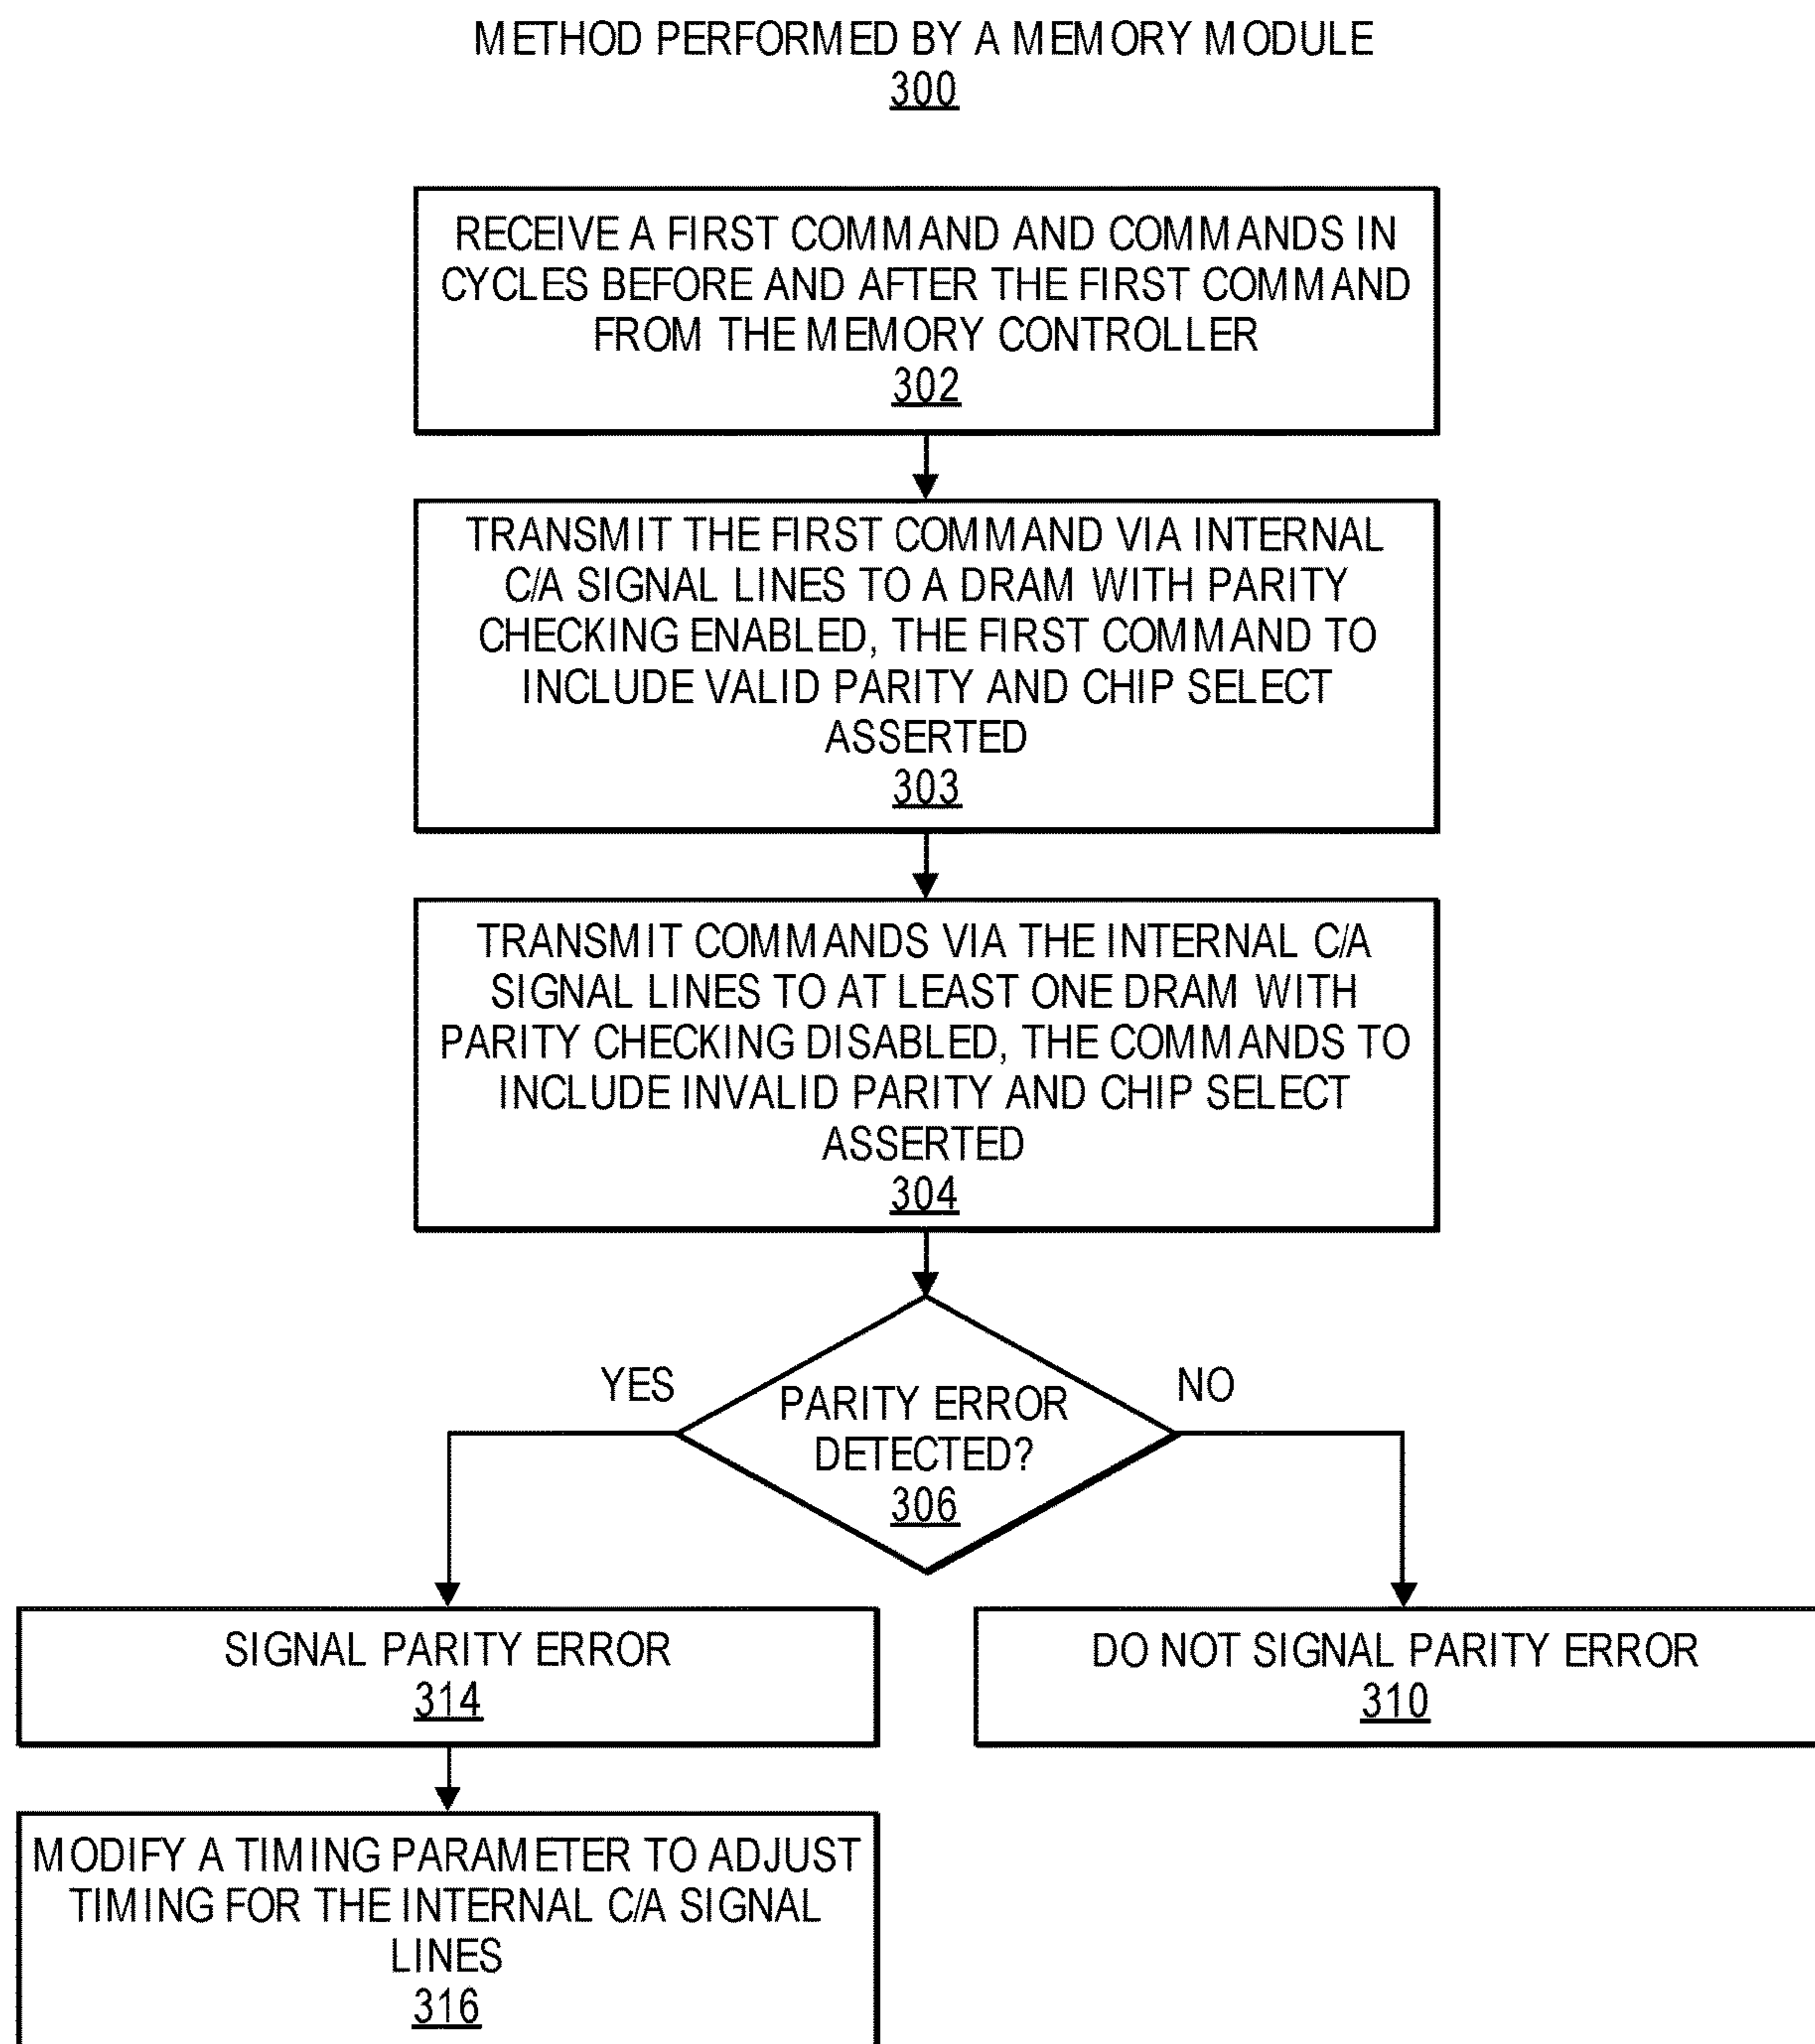 METHOD PERFORMED BY A MEMORY MODULE
300
RECEIVE A FIRST COMMAND AND COMMANDS IN
CYCLES BEFORE AND AFTER THE FIRST COMMAND
FROM THE MEMORY CONTROLLER
302
TRANSMIT THE FIRST COMMAND VIA INTERNAL
C/A SIGNAL LINES TO A DRAM WITH PARITY
CHECKING ENABLED, THE FIRST COMMAND TO
INCLUDE VALID PARITY AND CHIP SELECT
ASSERTED
303
TRANSMIT COMMANDS VIA THE INTERNAL C/A
SIGNAL LINES TO AT LEAST ONE DRAM WITH
PARITY CHECKING DISABLED, THE COMMANDS TO
INCLUDE INVALID PARITY AND CHIP SELECT
ASSERTED
304
YES
NO
PARITY ERROR
DETECTED?
306
SIGNAL PARITY ERROR
314
DO NOT SIGNAL PARITY ERROR
310
MODIFY A TIMING PARAMETER TO ADJUST
TIMING FOR THE INTERNAL C/A SIGNAL
LINES
316